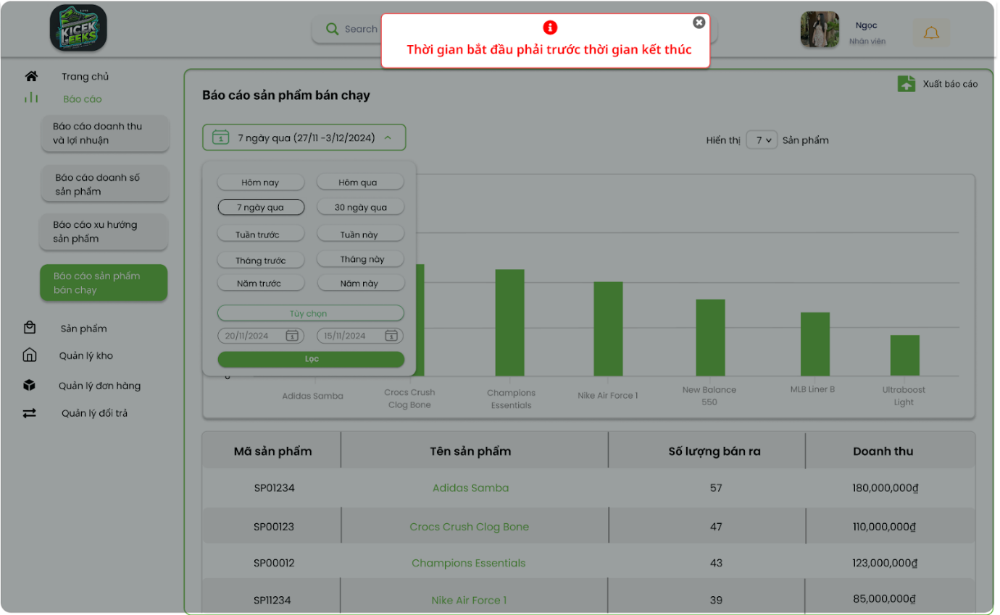 KICEK
GEEKS
Search
Thời gian bắt đầu phải trước thời gian kết thúc
Ngọc
Nhân viên
Trang chủ
Báo cáo
Báo cáo doanh thu
và lợi nhuận
Báo cáo doanh số
sản phẩm
Báo cáo xu hướng
sản phẩm
Báo cáo sản phẩm
bán chạy
Sản phẩm
Quản lý kho
Quản lý đơn hàng
Quản lý đổi trả
Xuất báo cáo
Báo cáo sản phẩm bán chạy
7 ngày qua (27/11 -3/12/2024)
Hiển thị 7 Sản phẩm
Hôm nay Hôm qua
7 ngày qua 30 ngày qua
Tuần trước Tuần này
Tháng trước Tháng này
Năm trước Năm này
Tùy chọn
20/11/2024 15/11/2024
Lọc
Adidas Samba
Crocs Crush
Clog Bone
Champions
Essentials
Nike Air Force 1
New Balance
550
MLB Liner B
Ultraboost
Light
Mã sản phẩm Tên sản phẩm Số lượng bán ra Doanh thu
SP01234 Adidas Samba 57 180,000,000₫
SP00123 Crocs Crush Clog Bone 47 110,000,000₫
SP00012 Champions Essentials 43 123,000,000₫
SP11234 Nike Air Force 1 39 85,000,000₫